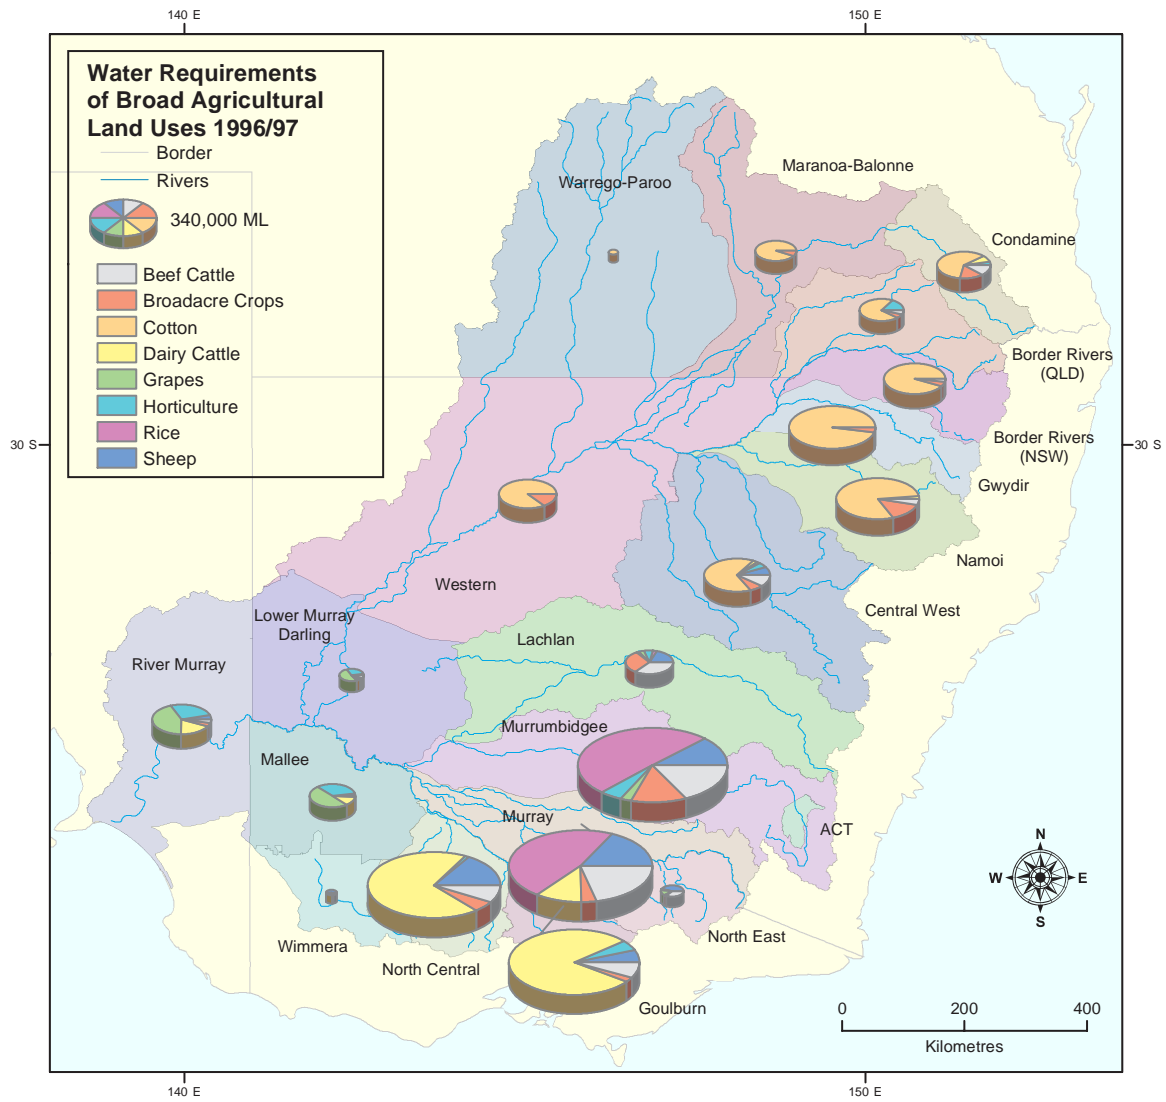 140 E
150 E
Water Requirements
of Broad Agricultural
Land Uses 1996/97
Border
Rivers
340,000 ML
Beef Cattle
Broadacre Crops
Cotton
Dairy Cattle
Grapes
Horticulture
Rice
Sheep
Maranoa-Balonne
Warrego-Paroo
Condamine
Border Rivers
(QLD)
30 S
30 S
Border Rivers
(NSW)
Gwydir
Namoi
Western
Central West
Lower Murray
Darling
Lachlan
River Murray
Murrumbidgee
Mallee
Murray
ACT
N
W
E
S
North East
Wimmera
North Central
Goulburn
0
200
400
Kilometres
140 E
150 E